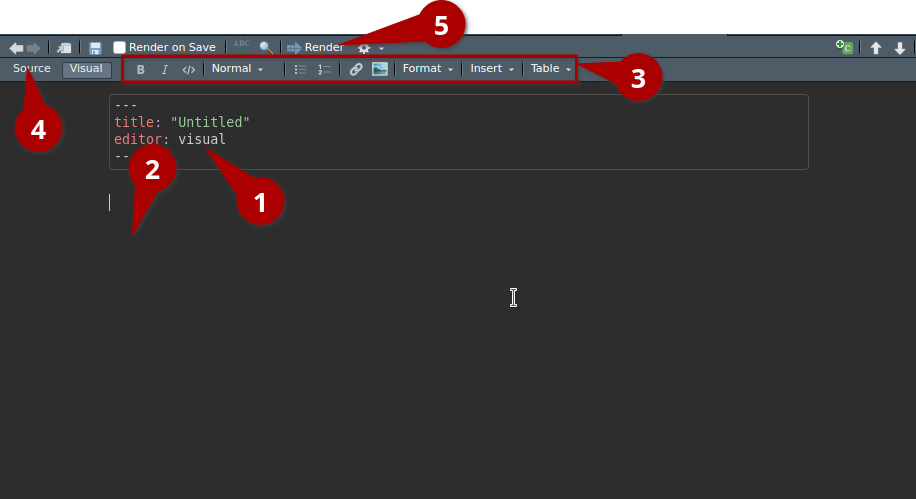 5
ABC
Render on Save
Render
C
Source
Visual
B
I
</>
Normal
Format
Insert
Table
3
---
title: "Untitled"
editor: visual
--
4
2
1